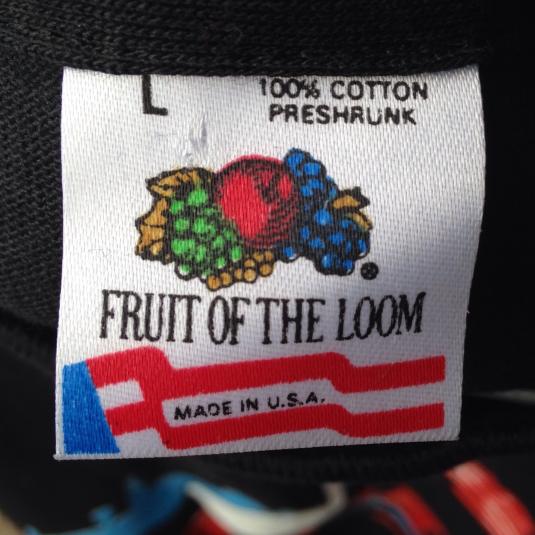 L
100% COTTON
PRESHRUNK
®
FRUIT OF THE LOOM
MADE IN U.S.A.